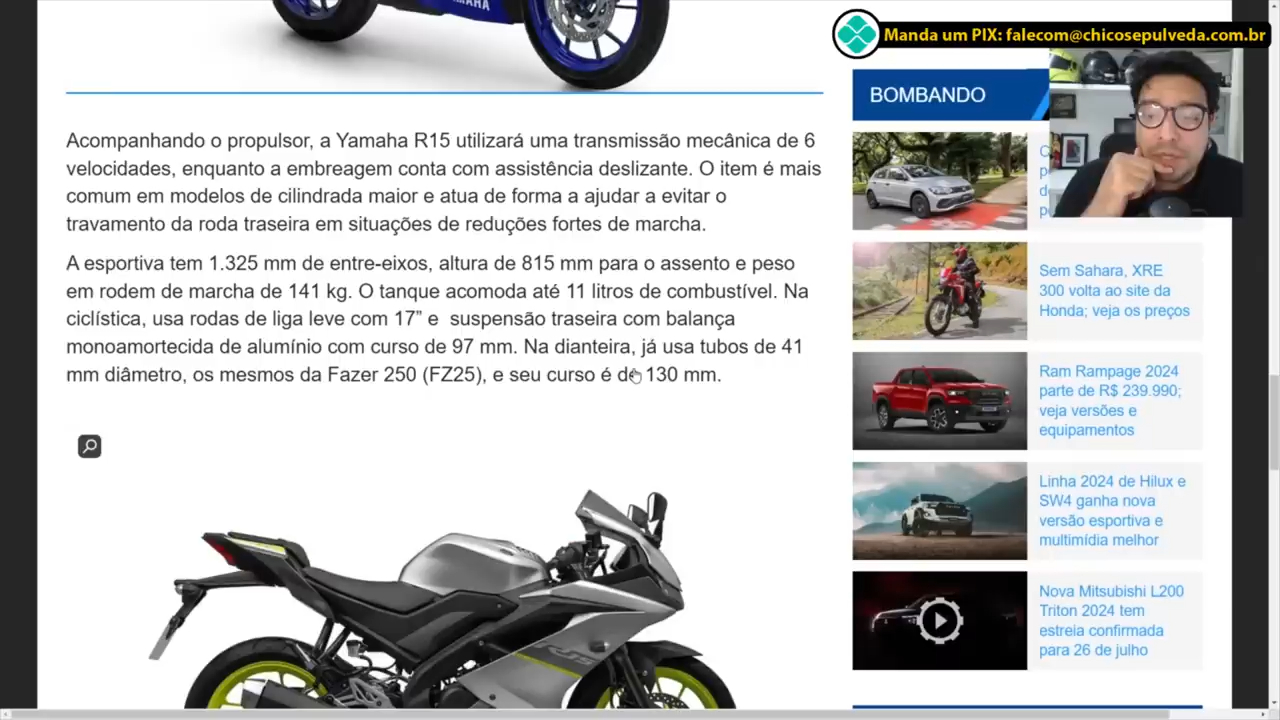 YAMAHA
Manda um PIX: falecom@chicosepulveda.com.br
Acompanhando o propulsor, a Yamaha R15 utilizará uma transmissão mecânica de 6
velocidades, enquanto a embreagem conta com assistência deslizante. O item é mais
comum em modelos de cilindrada maior e atua de forma a ajudar a evitar o
travamento da roda traseira em situações de reduções fortes de marcha.
A esportiva tem 1.325 mm de entre-eixos, altura de 815 mm para o assento e peso
em rodem de marcha de 141 kg. O tanque acomoda até 11 litros de combustível. Na
ciclística, usa rodas de liga leve com 17” e suspensão traseira com balança
monoamortecida de alumínio com curso de 97 mm. Na dianteira, já usa tubos de 41
mm diâmetro, os mesmos da Fazer 250 (FZ25), e seu curso é de 130 mm.
BOMBANDO
Sem Sahara, XRE
300 volta ao site da
Honda; veja os preços
Ram Rampage 2024
parte de R$ 239.990;
veja versões e
equipamentos
Linha 2024 de Hilux e
SW4 ganha nova
versão esportiva e
multimídia melhor
Nova Mitsubishi L200
Triton 2024 tem
estreia confirmada
para 26 de julho